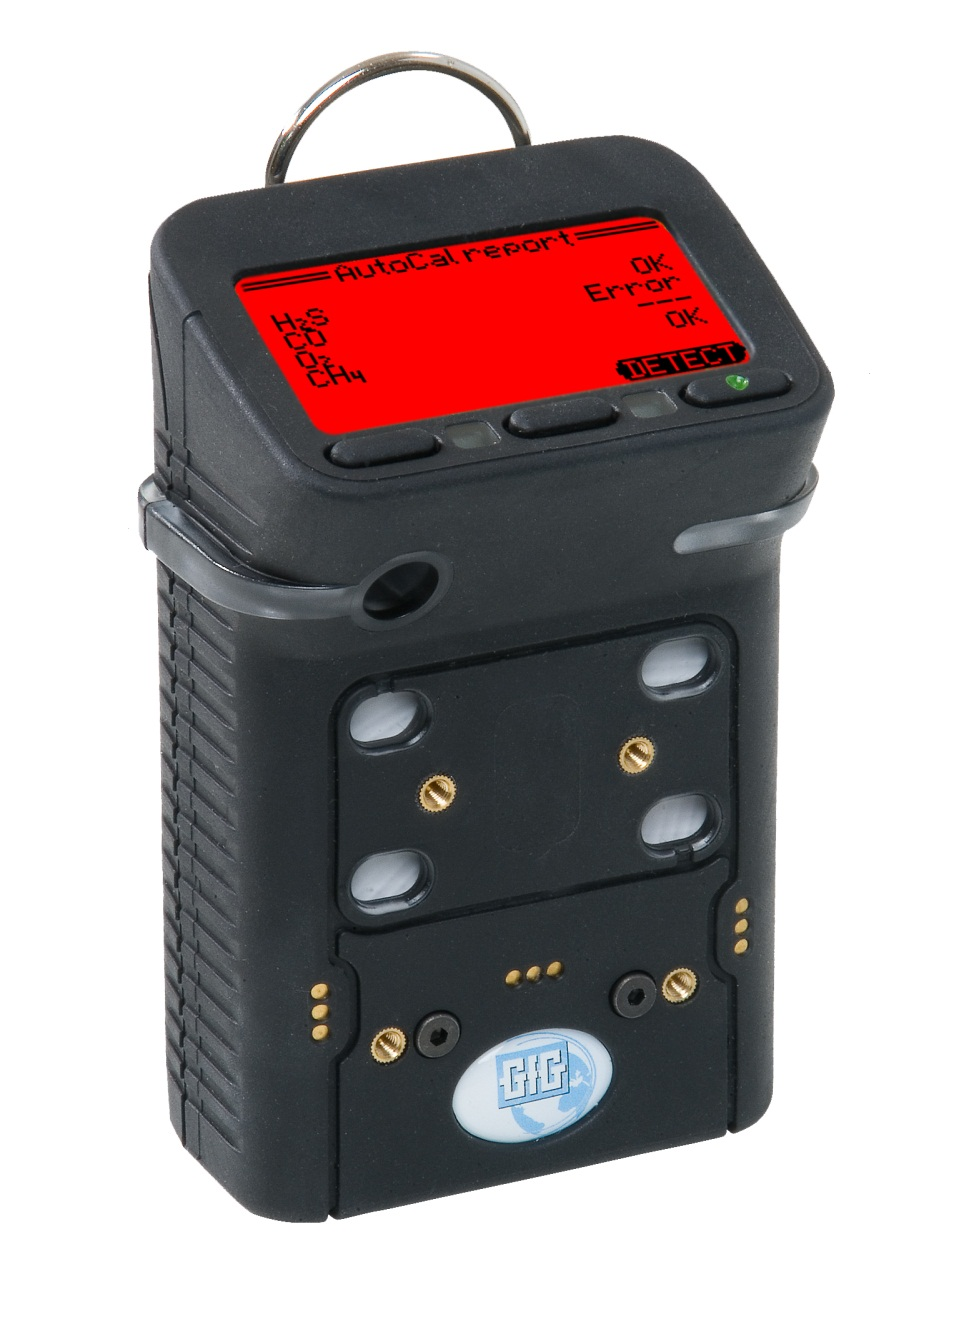 AutoCal report
H₂S OK
CO Error
O₂ ---
CH₄ OK
DETECT
GfG